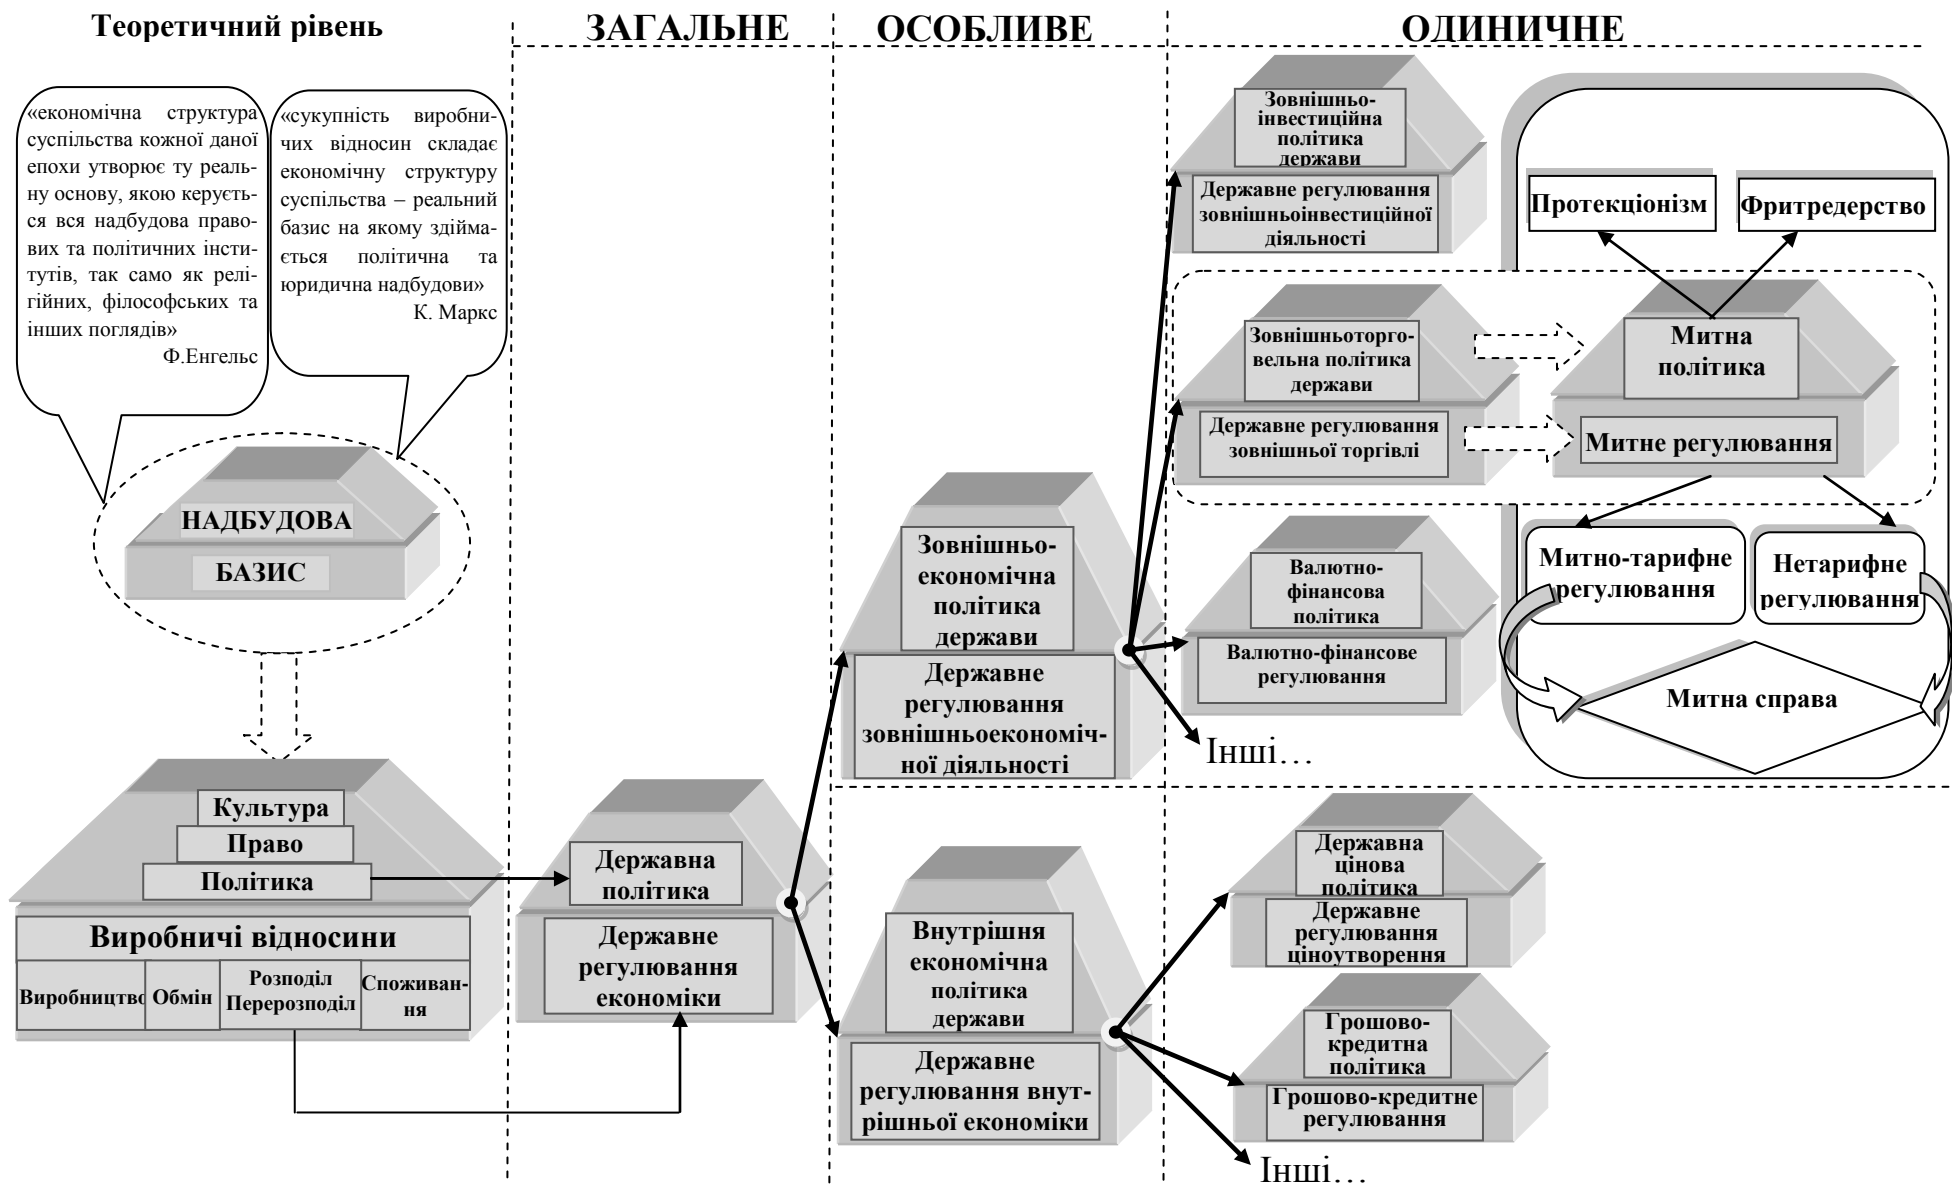 Теоретичний рівень
ЗАГАЛЬНЕ
ОСОБЛИВЕ
ОДИНИЧНЕ
«економічна структура
суспільства кожної даної
епохи утворює ту реаль-
ну основу, якою керуєть-
ся вся надбудова право-
вих та політичних інсти-
тутів, так само як релі-
гійних, філософських та
інших поглядів»
Ф.Енгельс
«сукупність виробни-
чих відносин складає
економічну структуру
суспільства – реальний
базис на якому здійма-
ється політична та
юридична надбудови»
К. Маркс
НАДБУДОВА
БАЗИС
Культура
Право
Політика
Виробничі відносини
Виробництво
Обмін
Розподіл
Перерозподіл
Споживан-
ня
Державна
політика
Державне
регулювання
економіки
Зовнішньо-
економічна
політика
держави
Державне
регулювання
зовнішньоекономіч-
ної діяльності
Внутрішня
економічна
політика
держави
Державне
регулювання внут-
рішньої економіки
Зовнішньо-
інвестиційна
політика
держави
Державне регулювання
зовнішньоінвестиційної
діяльності
Зовнішньоторго-
вельна політика
держави
Державне регулювання
зовнішньої торгівлі
Валютно-
фінансова
політика
Валютно-фінансове
регулювання
Інші…
Протекціонізм
Фритредерство
Митна
політика
Митне регулювання
Митно-тарифне
регулювання
Нетарифне
регулювання
Митна справа
Державна
цінова
політика
Державне
регулювання
ціноутворення
Грошово-
кредитна
політика
Грошово-кредитне
регулювання
Інші…